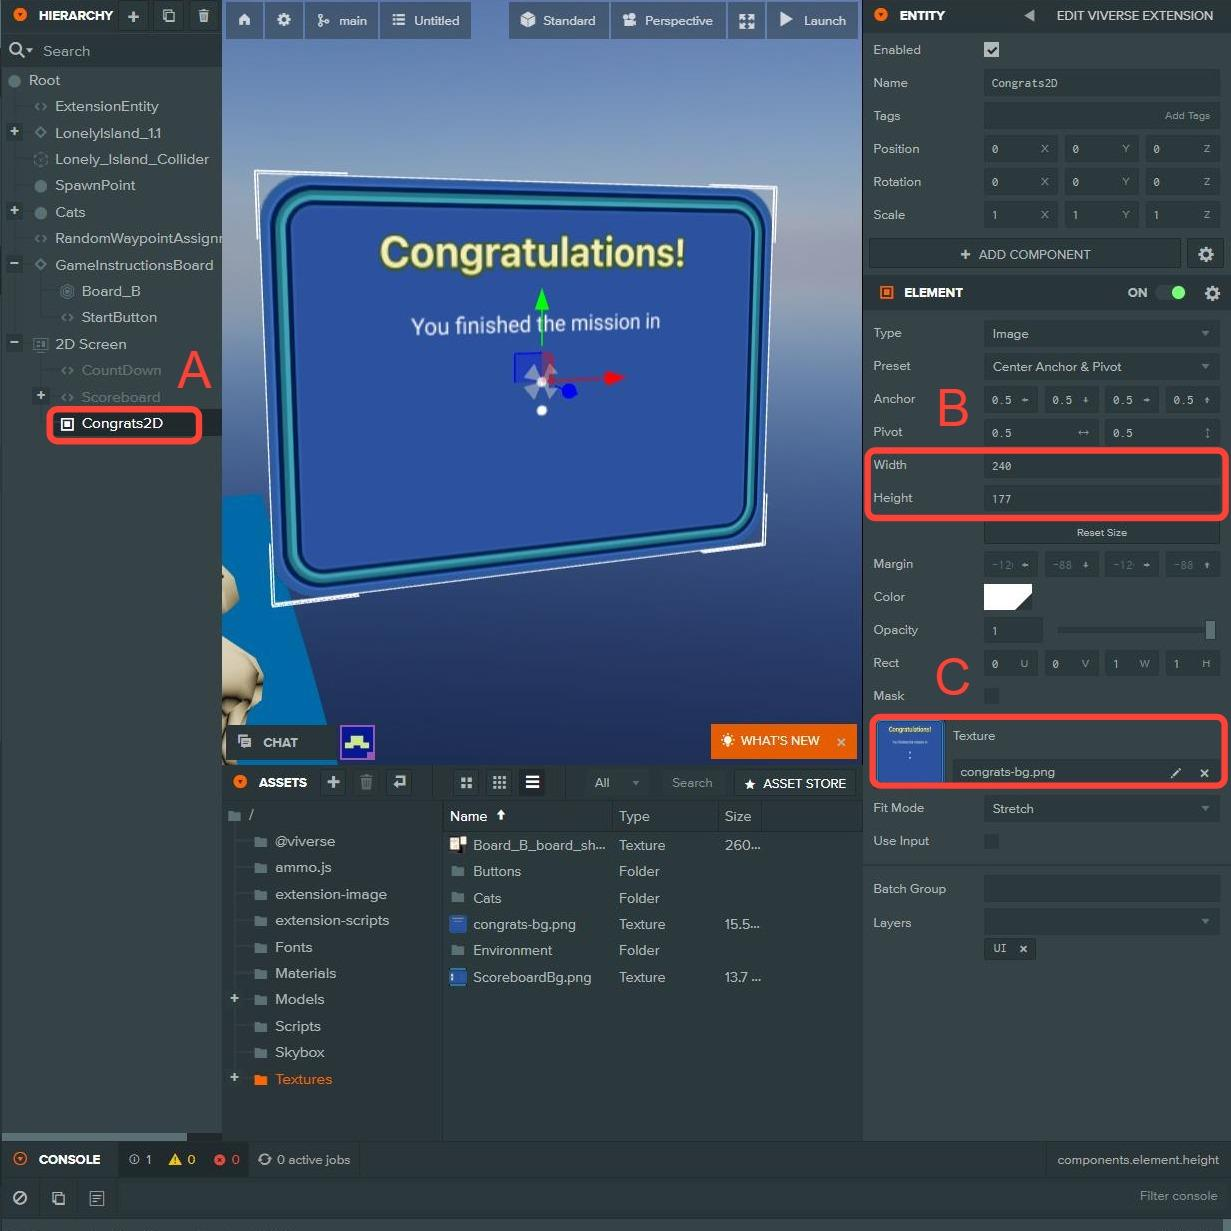 HIERARCHY
Search
Root
ExtensionEntity
LonelyIsland_1.1
Lonely_Island_Collider
SpawnPoint
Cats
RandomWaypointAssignr
GameInstructionsBoard
Board_B
StartButton
2D Screen
CountDown
Scoreboard
Congrats2D
A
main
Untitled
Standard
Perspective
Launch
Congratulations!
You finished the mission in
:
CHAT
WHAT'S NEW
ENTITY
EDIT VIVERSE EXTENSION
Enabled
Name Congrats2D
Tags Add Tags
Position 0 X 0 Y 0 Z
Rotation 0 X 0 Y 0 Z
Scale 1 X 1 Y 1 Z
ADD COMPONENT
ELEMENT ON
Type Image
Preset Center Anchor & Pivot
Anchor 0.5 0.5 0.5 0.5
B
Pivot 0.5 0.5
Width 240
Height 177
Reset Size
Margin -12 -88 -12 -88
Color
Opacity 1
Rect 0 U 0 V 1 W 1 H
C
Mask
Congratulations!
Texture
congrats-bg.png
Fit Mode Stretch
Use Input
Batch Group
Layers
UI
ASSETS
All
Search
ASSET STORE
/
@viverse
ammo.js
extension-image
extension-scripts
Fonts
Materials
Models
Scripts
Skybox
Textures
Name Type Size
Board_B_board_sh... Texture 260...
Buttons Folder
Cats Folder
congrats-bg.png Texture 15.5...
Environment Folder
ScoreboardBg.png Texture 13.7 ...
CONSOLE 1 0 0 0 active jobs
components.element.height
Filter console